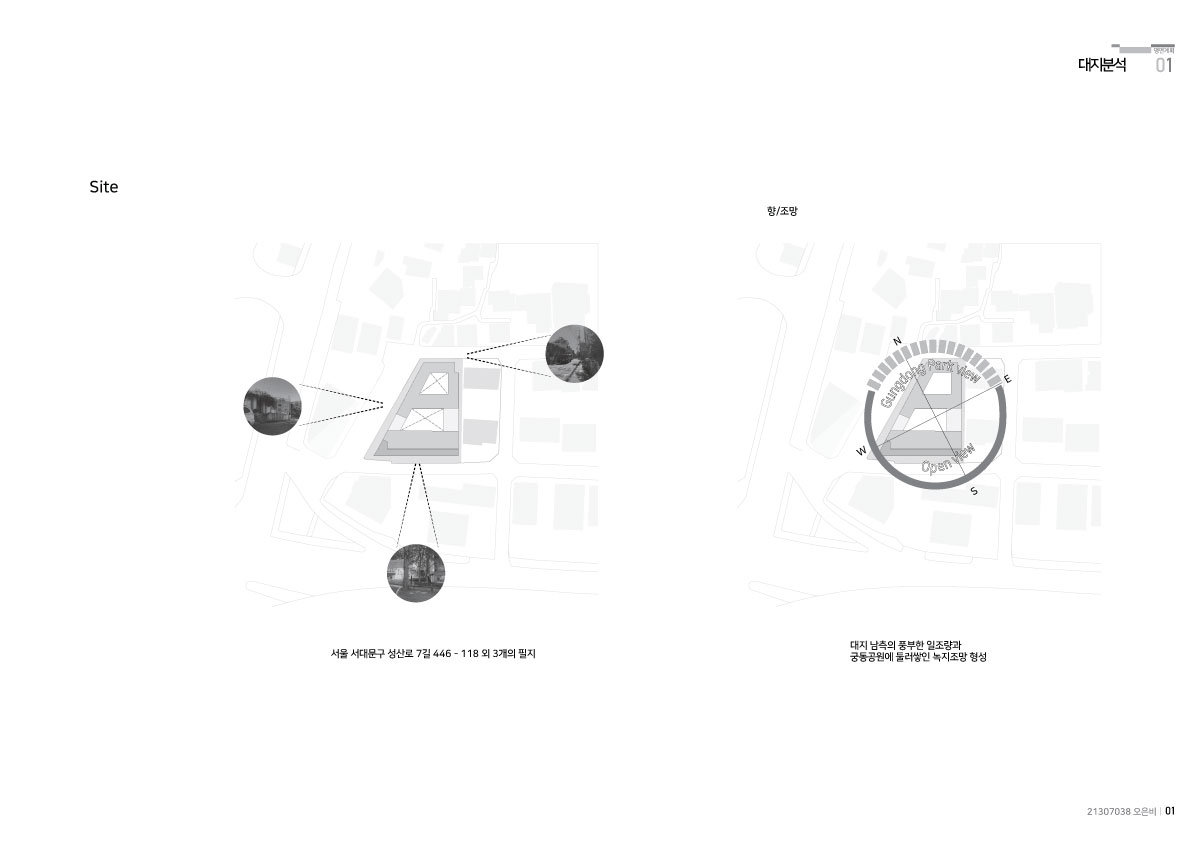 평면계획
대지분석 01
Site
향/조망
N
E
Gungdong Park View
W
Open View
S
서울 서대문구 성산로 7길 446 - 118 외 3개의 필지
대지 남측의 풍부한 일조량과
궁동공원에 둘러쌓인 녹지조망 형성
21307038 오은비 | 01